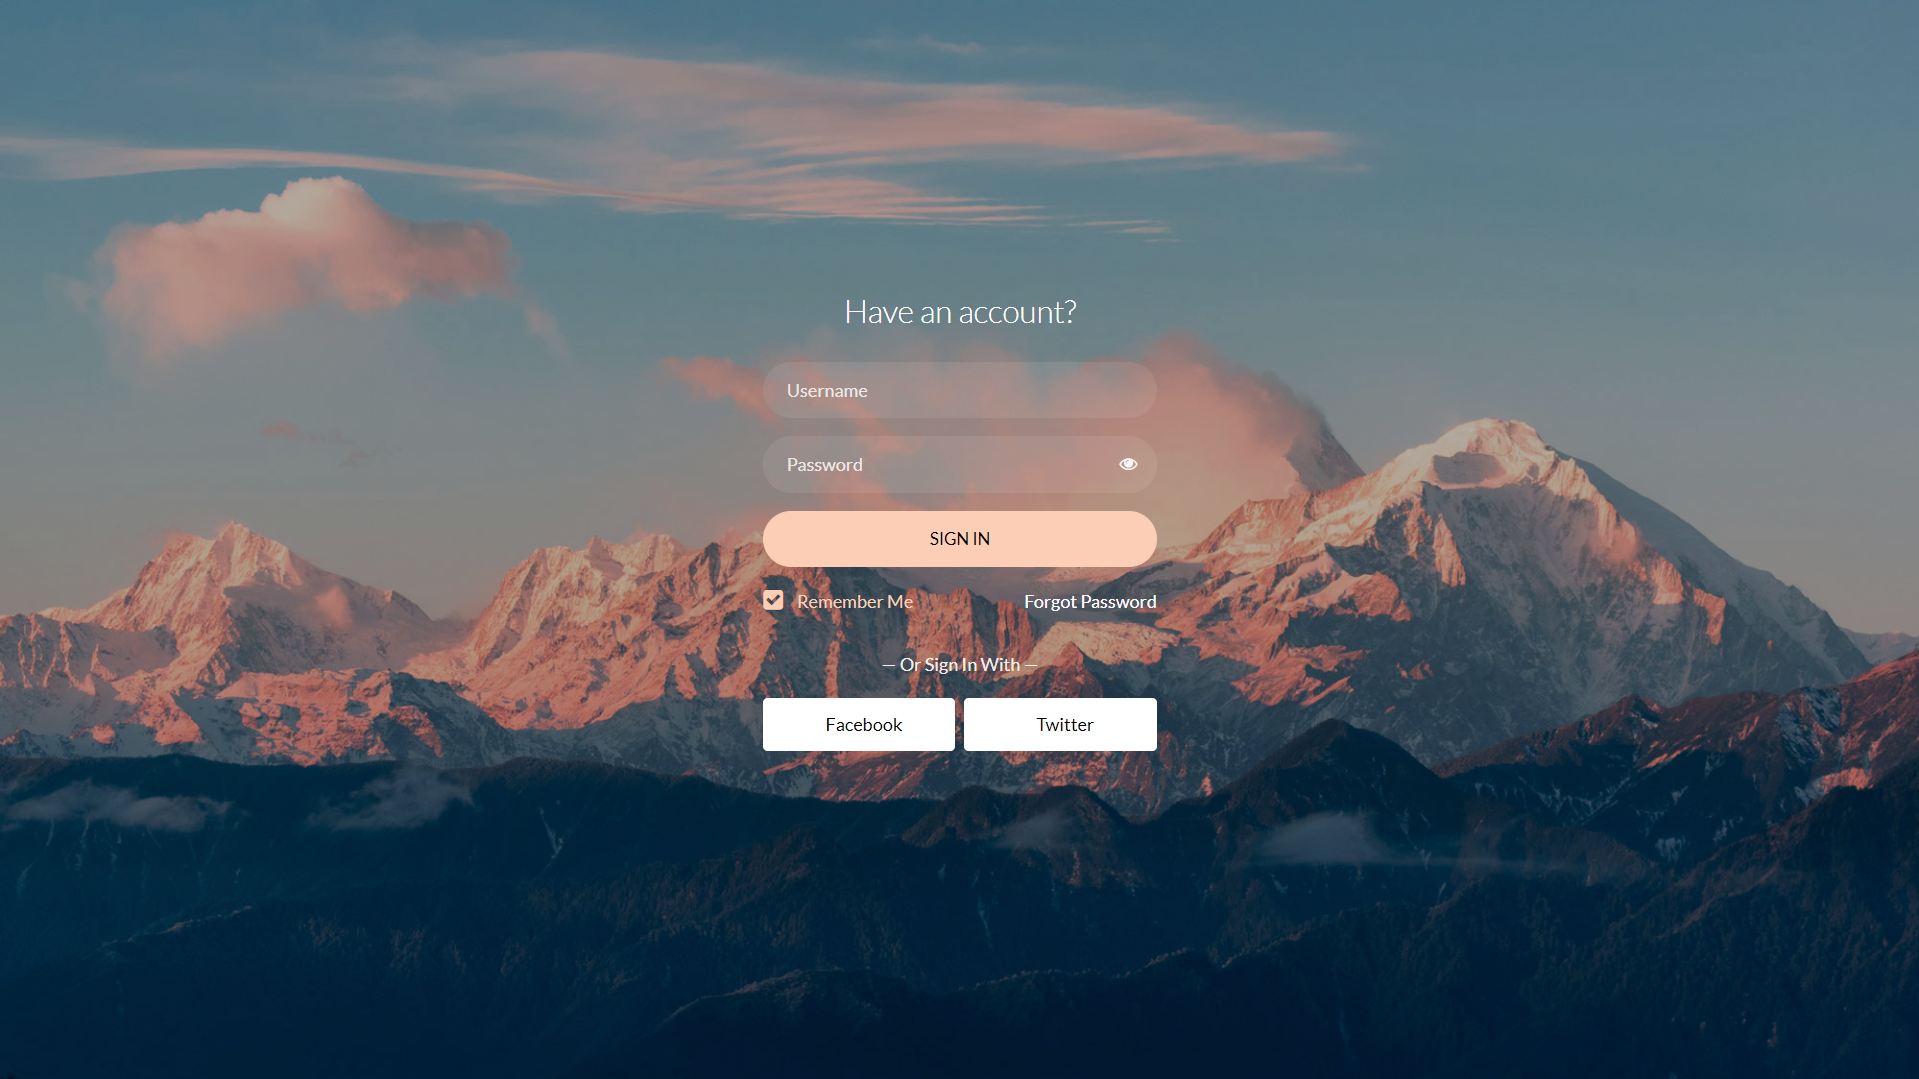 Have an account?
Username
Password
SIGN IN
Remember Me
Forgot Password
— Or Sign In With —
Facebook
Twitter